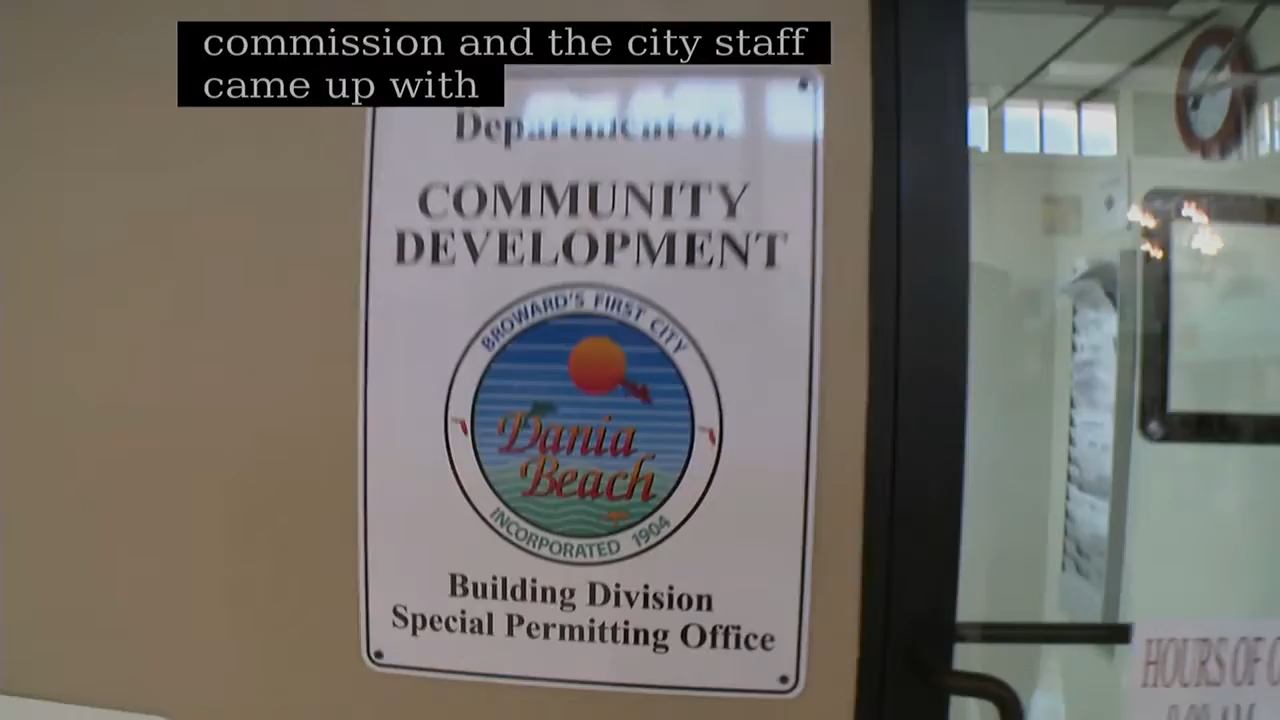 commission and the city staff
came up with
Department of
COMMUNITY
DEVELOPMENT
BROWARD'S FIRST CITY
Dania
Beach
INCORPORATED 1904
Building Division
Special Permitting Office
HOURS OF